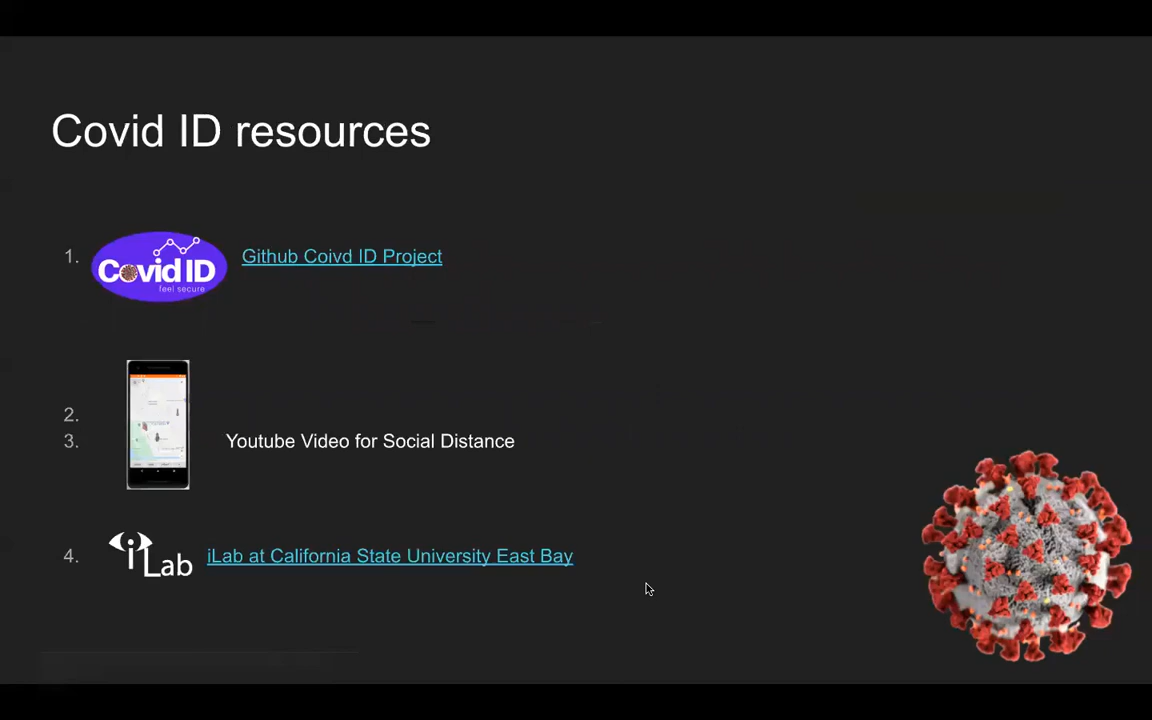 Covid ID resources
1.
Covid ID
feel secure
Github Coivd ID Project
2.
3.
Youtube Video for Social Distance
4.
iLab
iLab at California State University East Bay